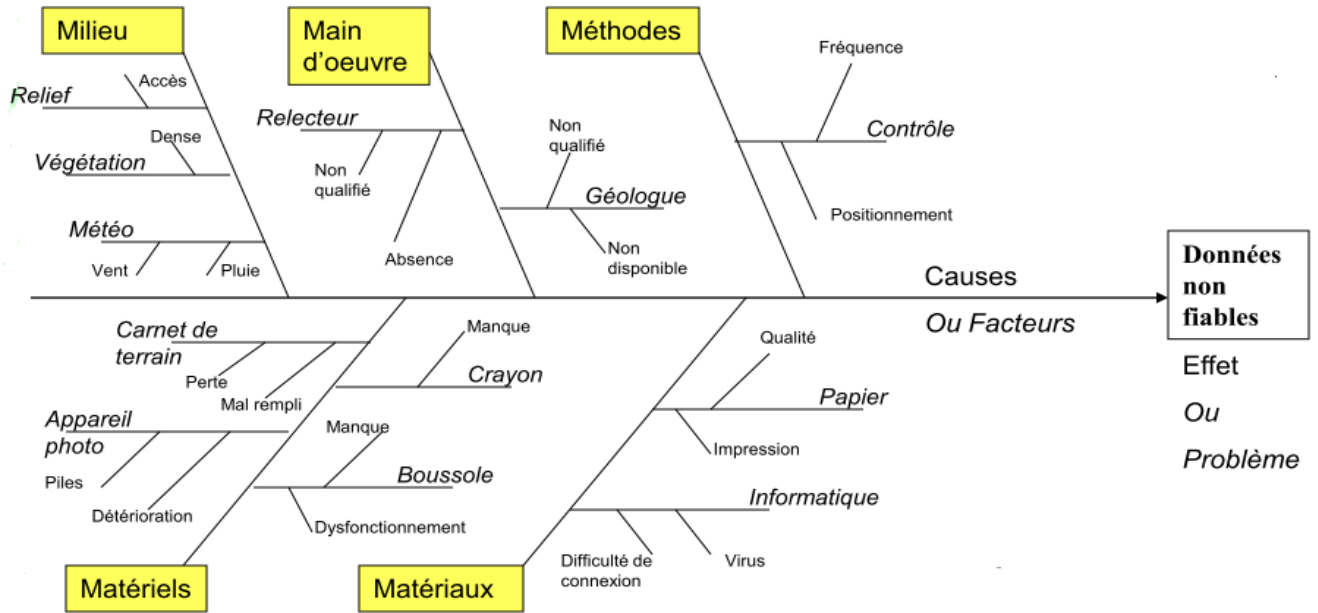 Milieu
Main
d'oeuvre
Méthodes
Fréquence
Accès
Relief
Relecteur
Non
qualifié
Contrôle
Dense
Végétation
Non
qualifié
Géologue
Positionnement
Météo
Vent
Pluie
Absence
Non
disponible
Données
non
fiables
Causes
Ou Facteurs
Effet
Ou
Problème
Carnet de
terrain
Manque
Qualité
Perte
Crayon
Mal rempli
Papier
Appareil
photo
Manque
Impression
Piles
Boussole
Informatique
Détérioration
Dysfonctionnement
Difficulté de
connexion
Virus
Matériels
Matériaux